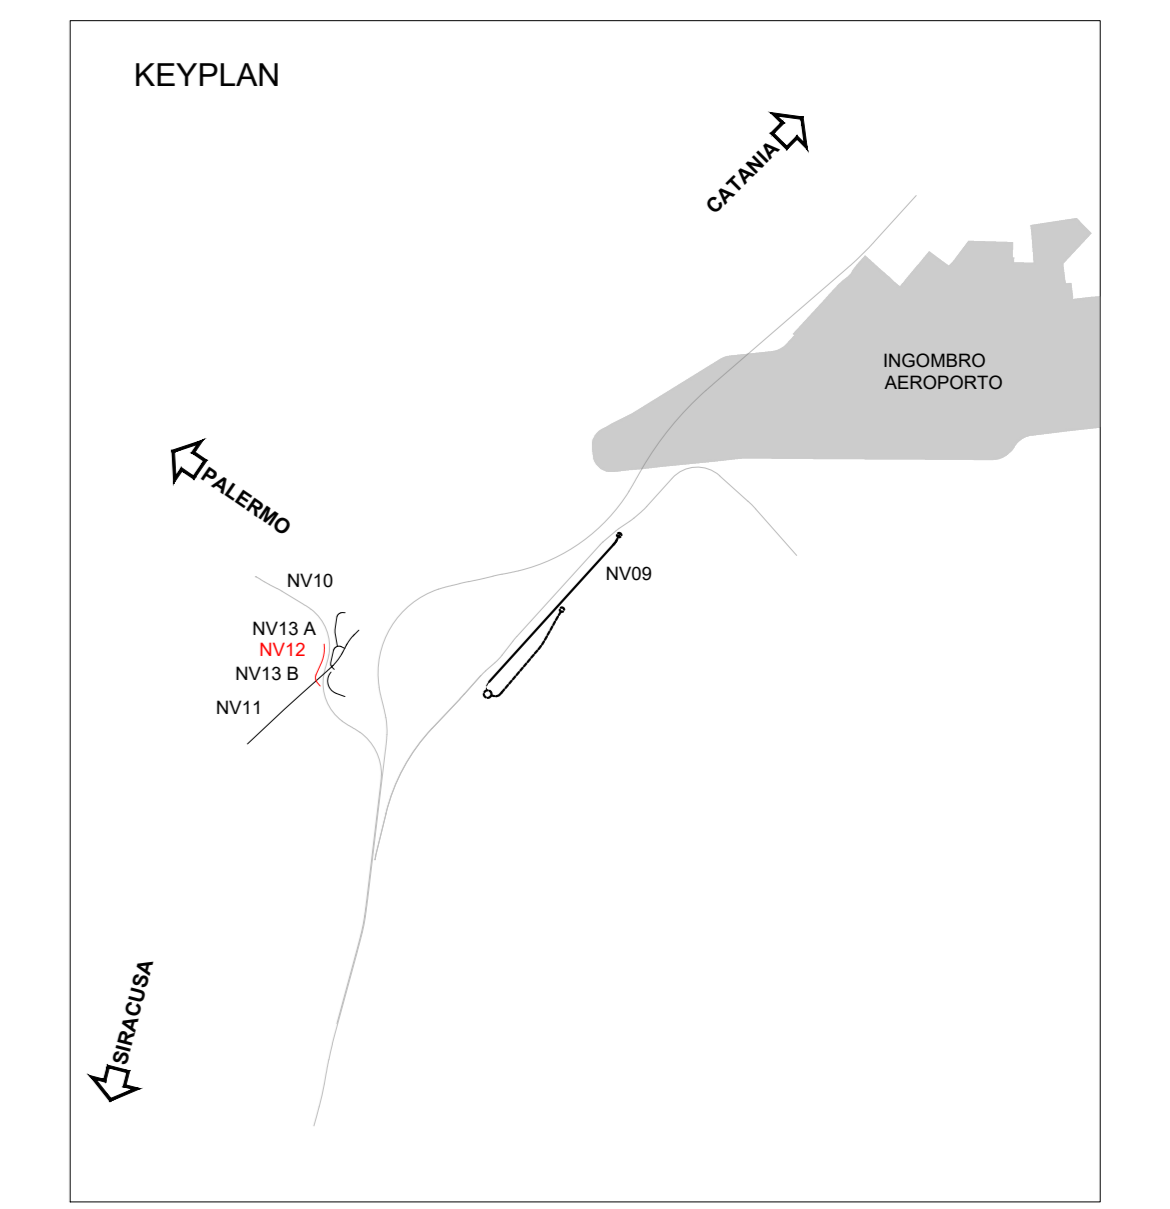 KEYPLAN
CATANIA
INGOMBRO
AEROPORTO
PALERMO
NV10
NV09
NV13 A
NV12
NV13 B
NV11
SIRACUSA